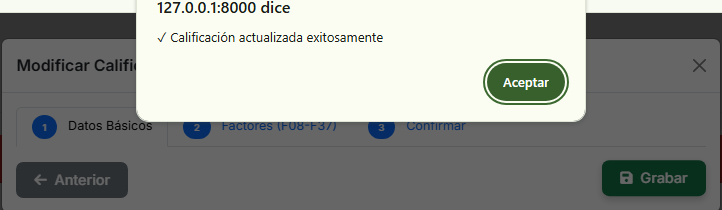 127.0.0.1:8000 dice
✓ Calificación actualizada exitosamente
Aceptar
Modificar Calific
1 Datos Básicos
2 Factores (F08-F37)
3 Confirmar
← Anterior
Grabar